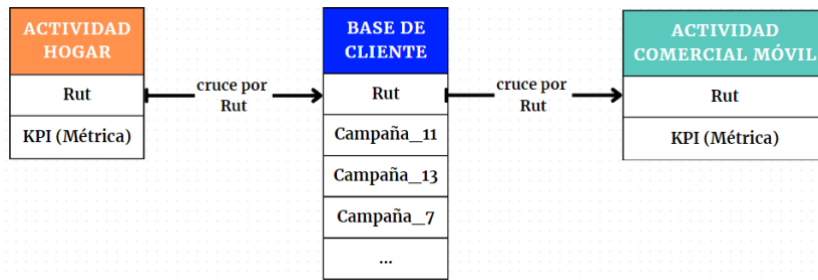 ACTIVIDAD
HOGAR
Rut
KPI (Métrica)
cruce por
Rut
BASE DE
CLIENTE
Rut
Campaña_11
Campaña_13
Campaña_7
...
cruce por
Rut
ACTIVIDAD
COMERCIAL MÓVIL
Rut
KPI (Métrica)